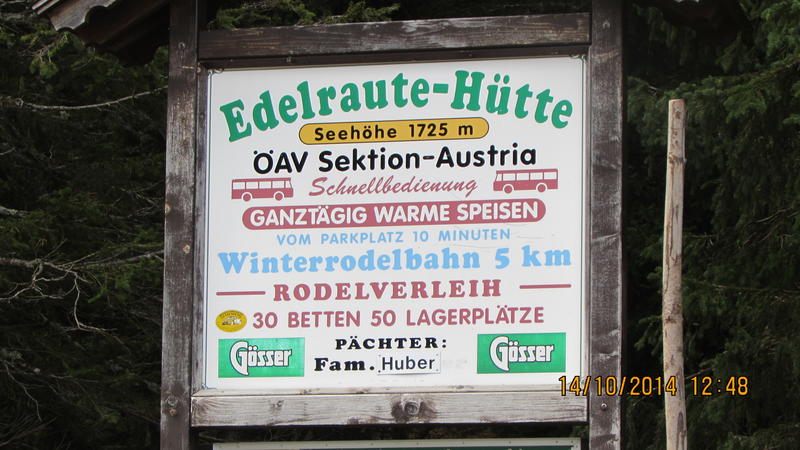 Edelraute-Hütte
Seehöhe 1725 m
ÖAV Sektion-Austria
Schnellbedienung
GANZTÄGIG WARME SPEISEN
VOM PARKPLATZ 10 MINUTEN
Winterrodelbahn 5 km
RODELVERLEIH
30 BETTEN 50 LAGERPLÄTZE
PÄCHTER:
Gösser Fam. Huber Gösser
14/10/2014 12:48